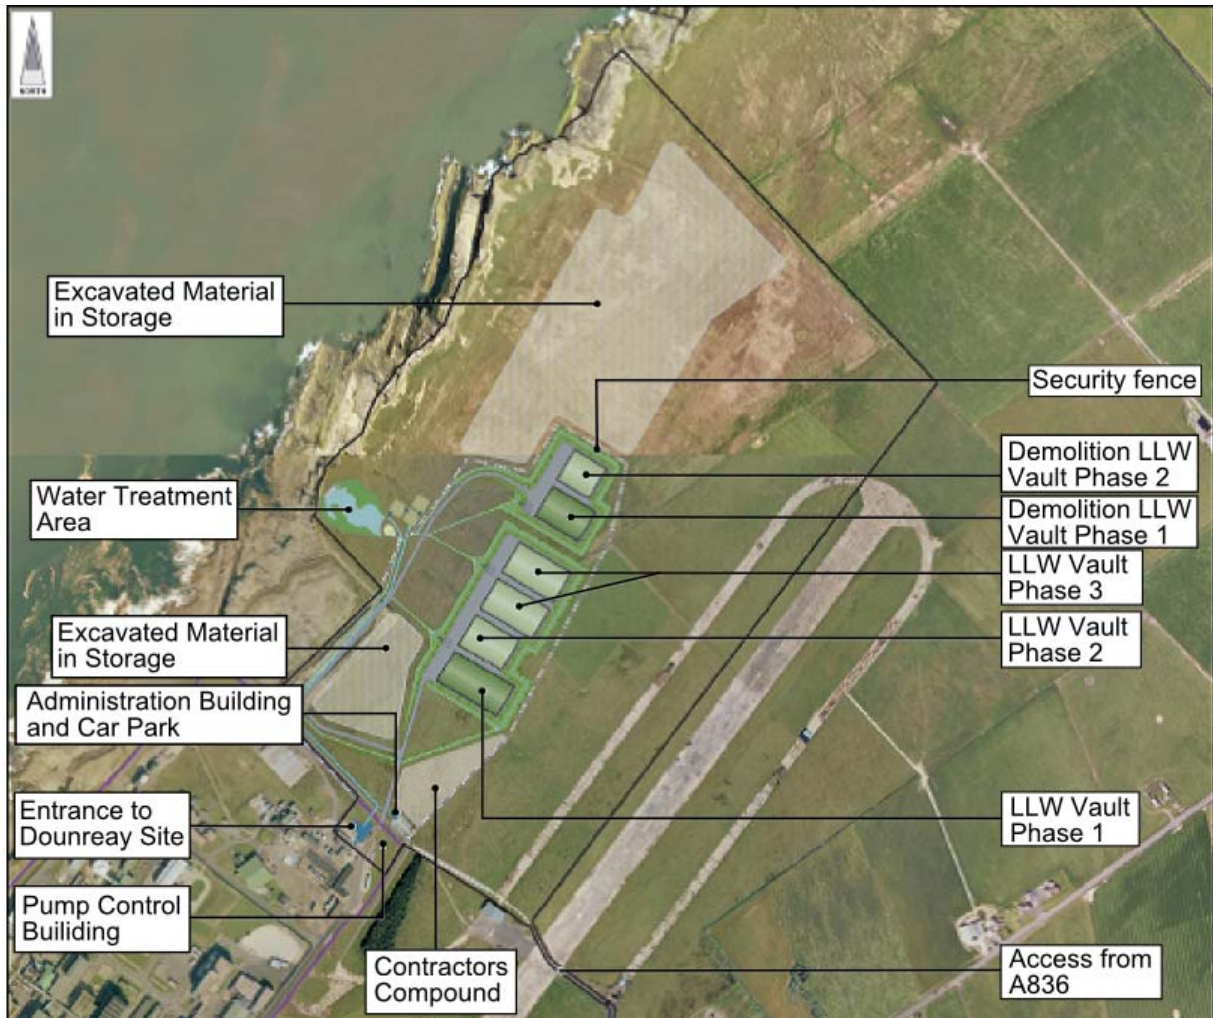 NORTH
Excavated Material
in Storage
Security fence
Demolition LLW
Vault Phase 2
Water Treatment
Area
Demolition LLW
Vault Phase 1
LLW Vault
Phase 3
Excavated Material
in Storage
LLW Vault
Phase 2
Administration Building
and Car Park
Entrance to
Dounreay Site
LLW Vault
Phase 1
Pump Control
Builiding
Contractors
Compound
Access from
A836